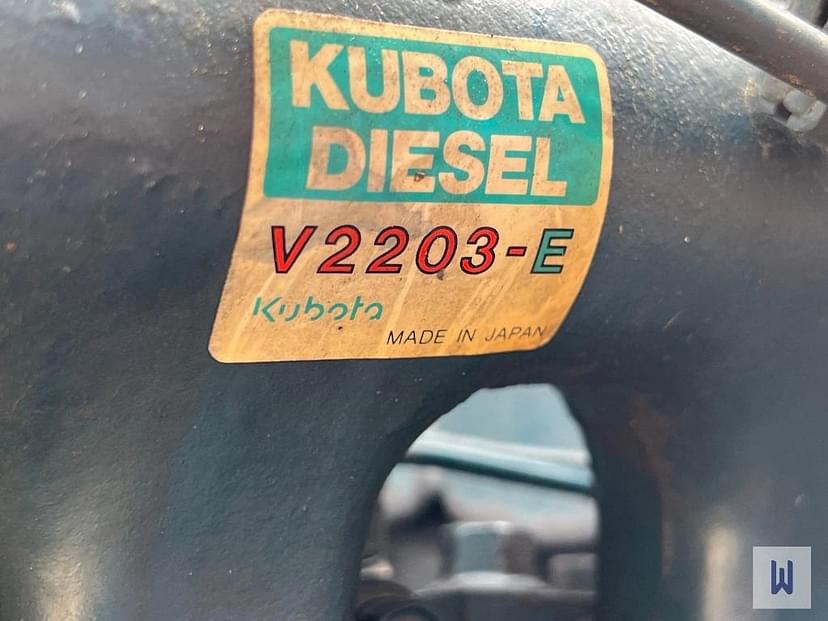 KUBOTA
DIESEL
V2203-E
Kubota
MADE IN JAPAN
W